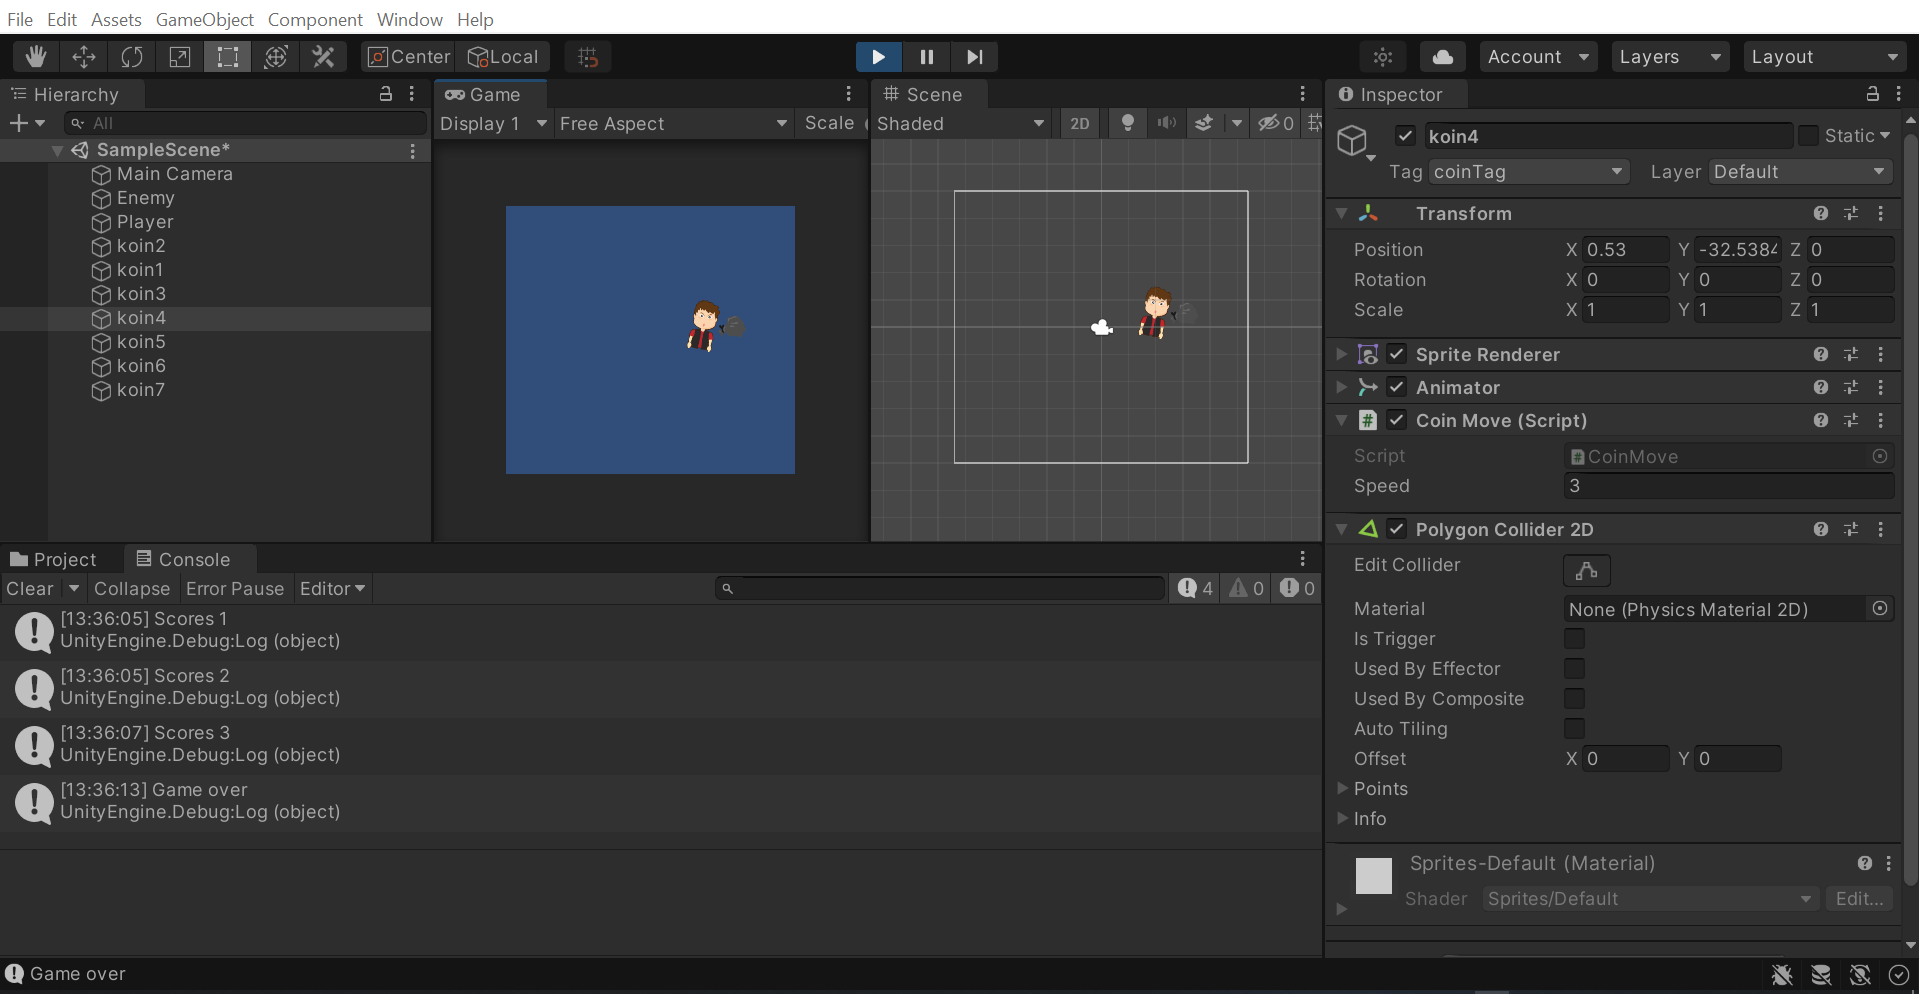 File Edit Assets GameObject Component Window Help
Center Local Account Layers Layout
Hierarchy
All
SampleScene*
Main Camera
Enemy
Player
koin2
koin1
koin3
koin4
koin5
koin6
koin7
Game
Display 1 Free Aspect Scale
Scene
Shaded 2D 0
Inspector
koin4 Static
Tag coinTag Layer Default
Transform
Position X 0.53 Y -32.5384 Z 0
Rotation X 0 Y 0 Z 0
Scale X 1 Y 1 Z 1
Sprite Renderer
Animator
# Coin Move (Script)
Script # CoinMove
Speed 3
Polygon Collider 2D
Edit Collider
Material None (Physics Material 2D)
Is Trigger
Used By Effector
Used By Composite
Auto Tiling
Offset X 0 Y 0
Points
Info
Sprites-Default (Material)
Shader Sprites/Default Edit...
Project Console
Clear Collapse Error Pause Editor 4 0 0
[13:36:05] Scores 1
UnityEngine.Debug:Log (object)
[13:36:05] Scores 2
UnityEngine.Debug:Log (object)
[13:36:07] Scores 3
UnityEngine.Debug:Log (object)
[13:36:13] Game over
UnityEngine.Debug:Log (object)
Game over